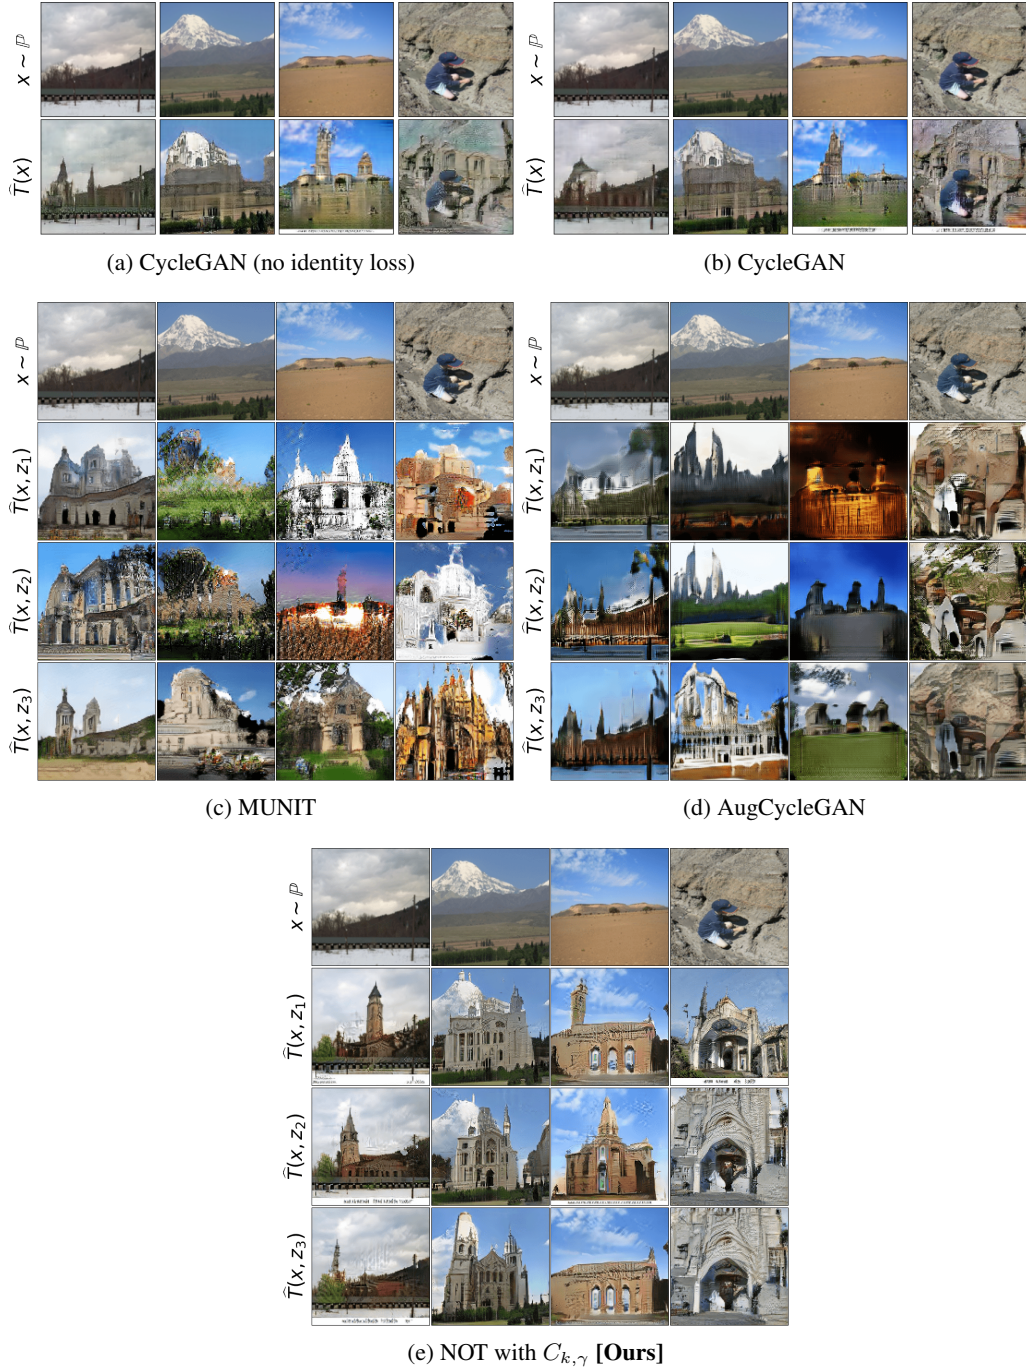 x ~ ℙ
x ~ ℙ
T̂(x)
T̂(x)
(a) CycleGAN (no identity loss)
(b) CycleGAN
x ~ ℙ
x ~ ℙ
T̂(x, z₁)
T̂(x, z₁)
T̂(x, z₂)
T̂(x, z₂)
T̂(x, z₃)
T̂(x, z₃)
(c) MUNIT
(d) AugCycleGAN
x ~ ℙ
T̂(x, z₁)
T̂(x, z₂)
T̂(x, z₃)
(e) NOT with Cₖ,ᵧ [Ours]